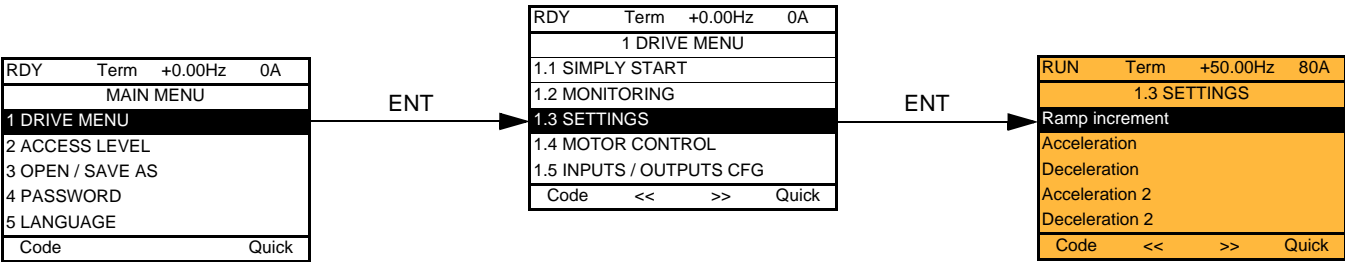 RDY Term +0.00Hz 0A
MAIN MENU
1 DRIVE MENU
2 ACCESS LEVEL
3 OPEN / SAVE AS
4 PASSWORD
5 LANGUAGE
Code Quick
ENT
RDY Term +0.00Hz 0A
1 DRIVE MENU
1.1 SIMPLY START
1.2 MONITORING
1.3 SETTINGS
1.4 MOTOR CONTROL
1.5 INPUTS / OUTPUTS CFG
Code << >> Quick
ENT
RUN Term +50.00Hz 80A
1.3 SETTINGS
Ramp increment
Acceleration
Deceleration
Acceleration 2
Deceleration 2
Code << >> Quick